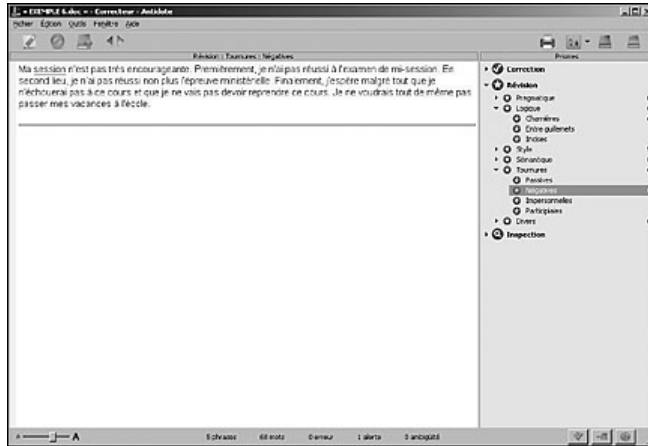 EXEMPLE 6.doc - Correcteur - Antidote
Fichier Édition Outils Fenêtre Aide
Révision : Tournures : Négatives
Prismes
Ma session n'est pas très encourageante. Premièrement, je n'ai pas réussi à l'examen de mi-session. En
second lieu, je n'ai pas réussi non plus l'épreuve ministérielle. Finalement, j'espère malgré tout que je
n'échouerai pas à ce cours et que je ne vais pas devoir reprendre ce cours. Je ne voudrais tout de même pas
passer mes vacances à l'école.
Correction
Révision
Pragmatique
Logique
Charnières
Entre guillemets
Incises
Style
Sémantique
Tournures
Passives
Négatives
Impersonnelles
Participiales
Divers
Inspection
A A
5 phrases 68 mots 0 erreur 1 alerte 0 ambiguïté